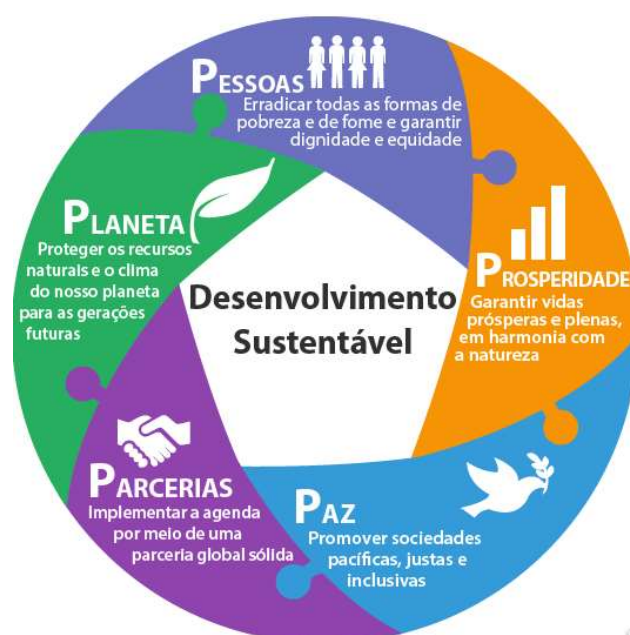 PESSOAS
Erradicar todas as formas de
pobreza e de fome e garantir
dignidade e equidade
PROSPERIDADE
Garantir vidas
prósperas e plenas,
em harmonia com
a natureza
PAZ
Promover sociedades
pacíficas, justas e
inclusivas
PARCERIAS
Implementar a agenda
por meio de uma
parceria global sólida
PLANETA
Proteger os recursos
naturais e o clima
do nosso planeta
para as gerações
futuras
Desenvolvimento
Sustentável